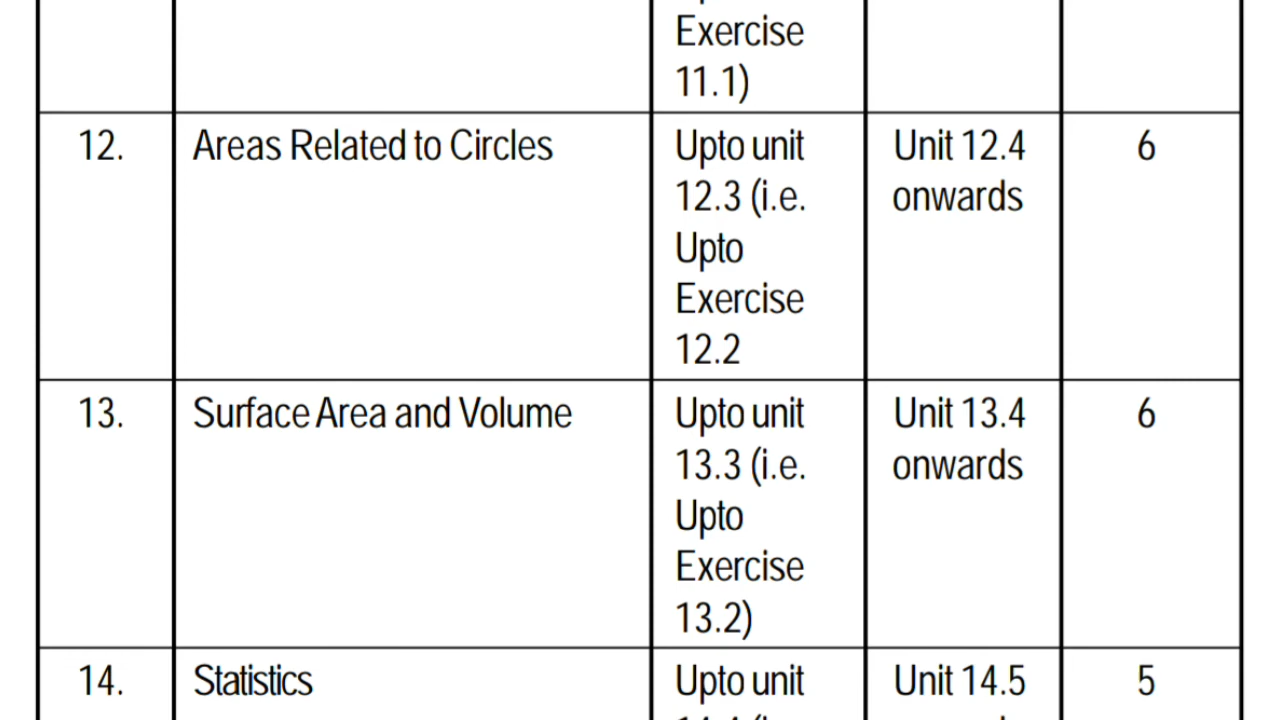 Exercise
11.1)
12. Areas Related to Circles Upto unit Unit 12.4 6
12.3 (i.e. onwards
Upto
Exercise
12.2
13. Surface Area and Volume Upto unit Unit 13.4 6
13.3 (i.e. onwards
Upto
Exercise
13.2)
14. Statistics Upto unit Unit 14.5 5